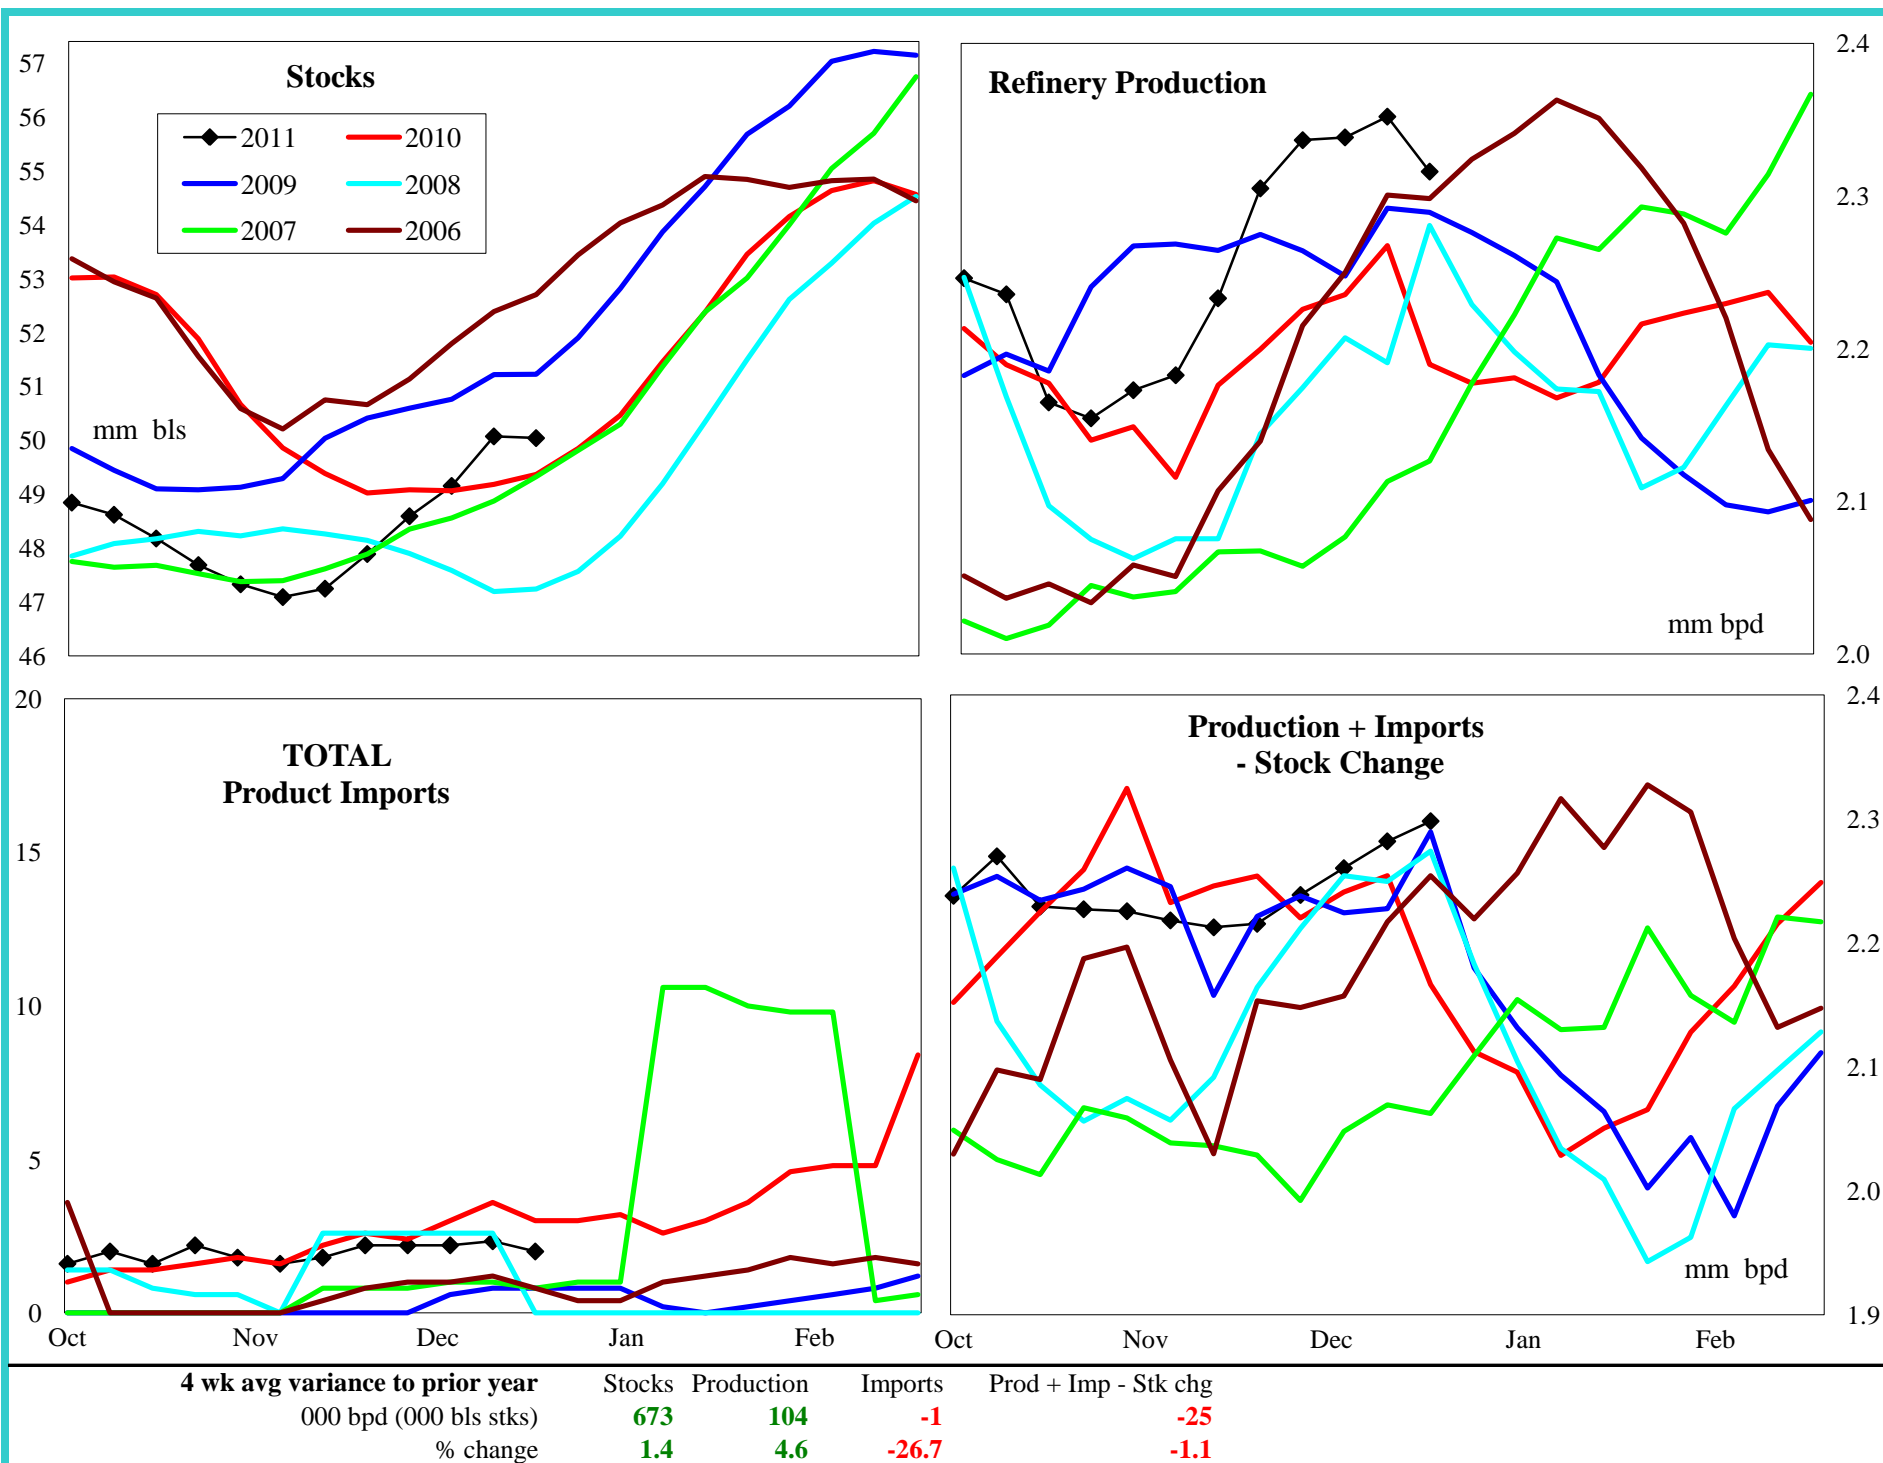 Stocks
57
56
55
54
53
52
51
50
49
48
47
46
2011
2010
2009
2008
2007
2006
mm bls
Refinery Production
2.4
2.3
2.2
2.1
2.0
mm bpd
TOTAL
Product Imports
20
15
10
5
0
Oct Nov Dec Jan Feb
Production + Imports
- Stock Change
2.4
2.3
2.2
2.1
2.0
1.9
mm bpd
Oct Nov Dec Jan Feb
4 wk avg variance to prior year Stocks Production Imports Prod + Imp - Stk chg
000 bpd (000 bls stks) 673 104 -1 -25
% change 1.4 4.6 -26.7 -1.1